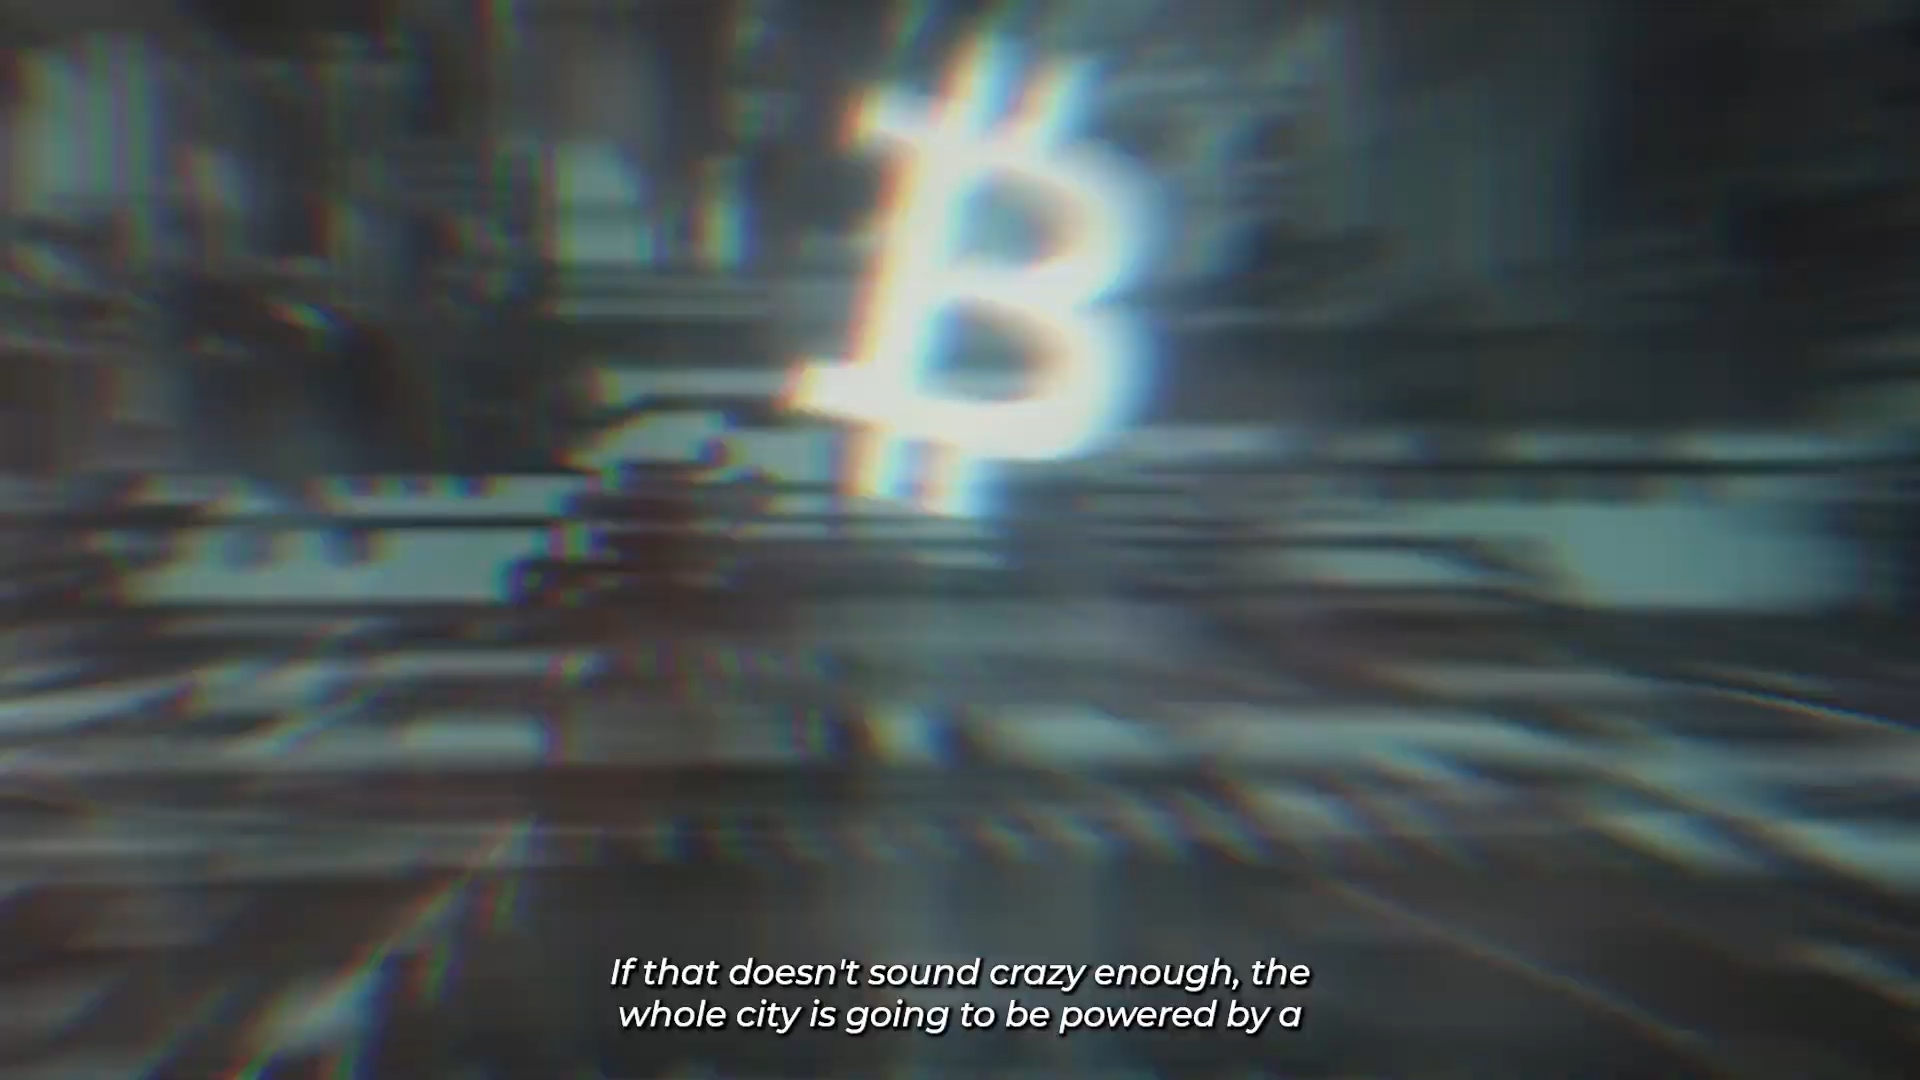 If that doesn't sound crazy enough, the
whole city is going to be powered by a